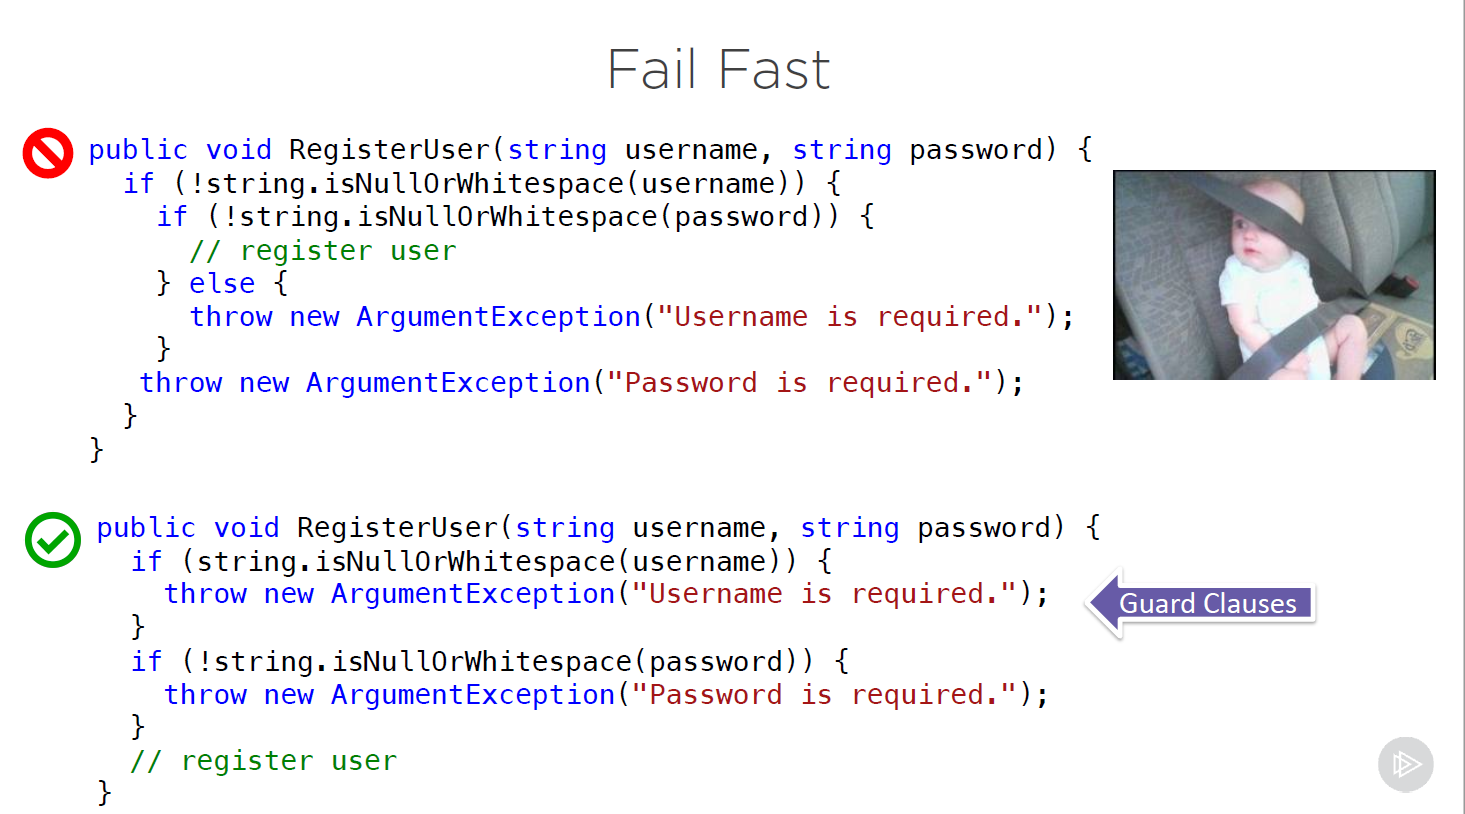 Fail Fast
public void RegisterUser(string username, string password) {
if (!string.isNullOrWhitespace(username)) {
if (!string.isNullOrWhitespace(password)) {
// register user
} else {
throw new ArgumentException("Username is required.");
}
throw new ArgumentException("Password is required.");
}
}
public void RegisterUser(string username, string password) {
if (string.isNullOrWhitespace(username)) {
throw new ArgumentException("Username is required.");
}
Guard Clauses
if (!string.isNullOrWhitespace(password)) {
throw new ArgumentException("Password is required.");
}
// register user
}